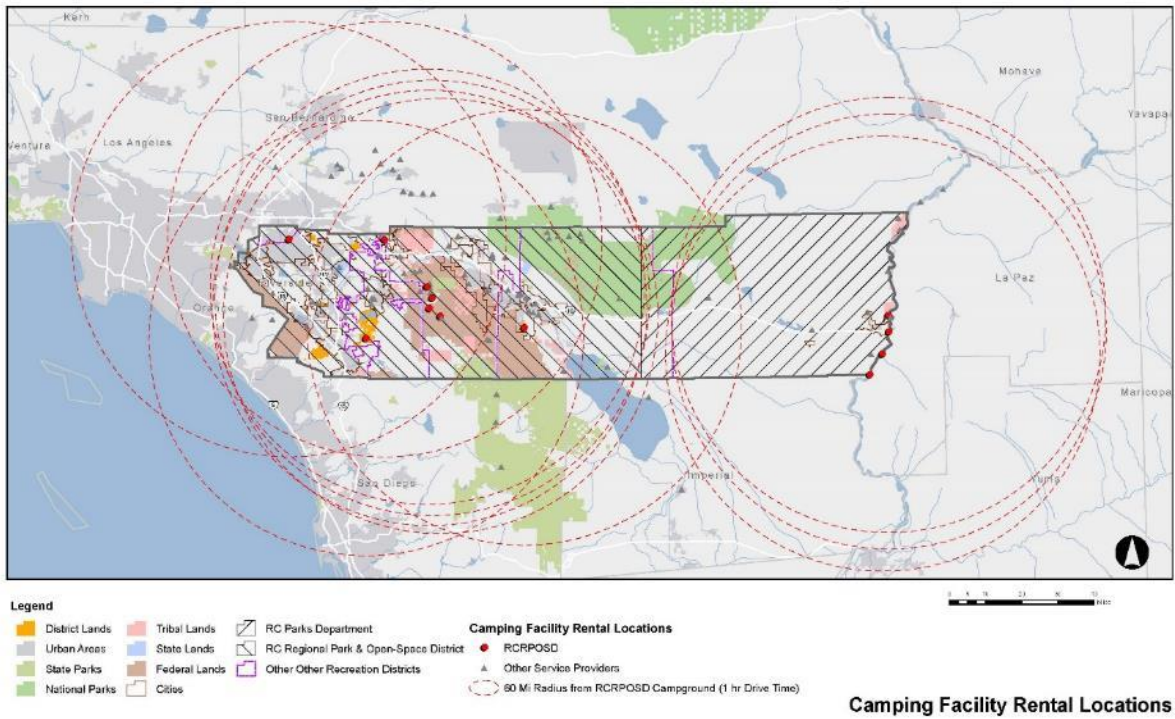 Kern
Mohave
Yavapai
San Bernardino
Los Angeles
Ventura
La Paz
Riverside
Orange
Maricopa
San Diego
Imperial
Yuma
Legend
District Lands
Urban Areas
State Parks
National Parks
Tribal Lands
State Lands
Federal Lands
Cities
RC Parks Department
RC Regional Park & Open-Space District
Other Other Recreation Districts
Camping Facility Rental Locations
RCRPOSD
Other Service Providers
60 Mi Radius from RCRPOSD Campground (1 hr Drive Time)
Camping Facility Rental Locations